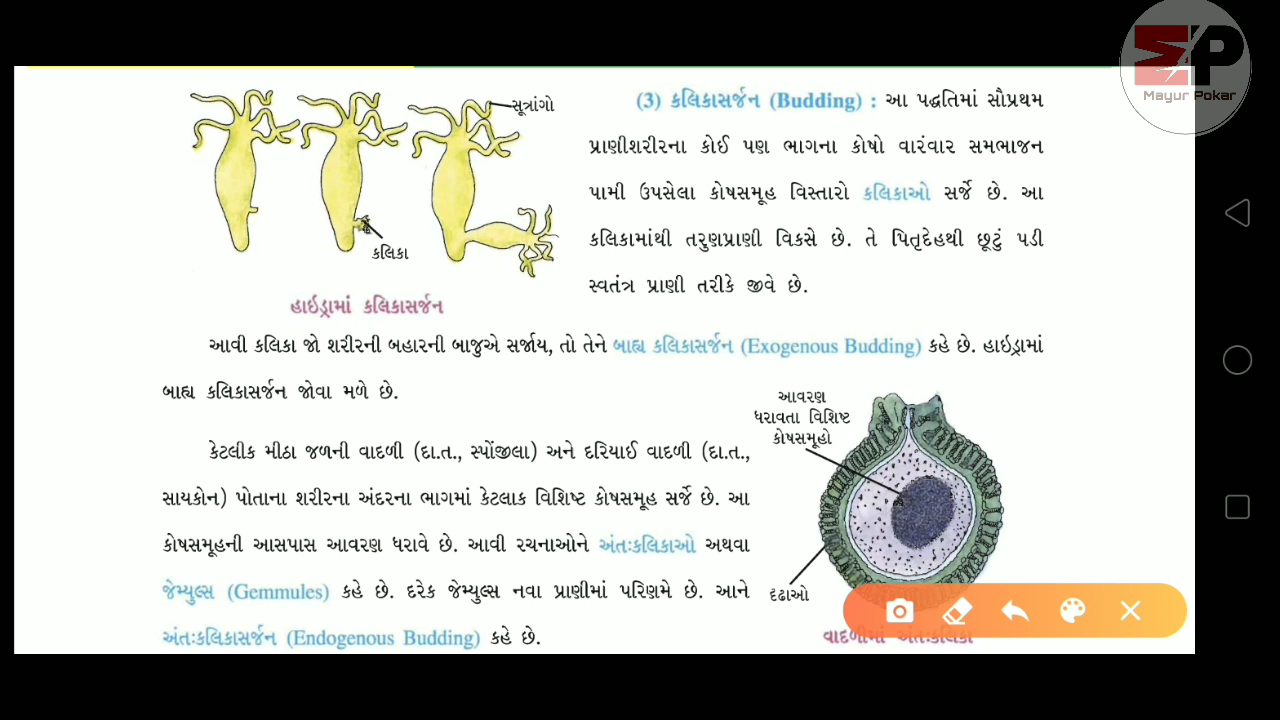 Mayur Pokar
સૂત્રાંગો
કલિકા
હાઇડ્રામાં કલિકાસર્જન
(3) કલિકાસર્જન (Budding) : આ પદ્ધતિમાં સૌપ્રથમ
પ્રાણીશરીરના કોઈ પણ ભાગના કોષો વારંવાર સમભાજન
પામી ઉપસેલા કોષસમૂહ વિસ્તારો કલિકાઓ સર્જે છે. આ
કલિકામાંથી તરુણપ્રાણી વિકસે છે. તે પિતૃદેહથી છૂટું પડી
સ્વતંત્ર પ્રાણી તરીકે જીવે છે.
આવી કલિકા જો શરીરની બહારની બાજુએ સર્જાય, તો તેને બાહ્ય કલિકાસર્જન (Exogenous Budding) કહે છે. હાઇડ્રામાં
બાહ્ય કલિકાસર્જન જોવા મળે છે.
કેટલીક મીઠા જળની વાદળી (દા.ત., સ્પોંજીલા) અને દરિયાઈ વાદળી (દા.ત.,
સાયકોન) પોતાના શરીરના અંદરના ભાગમાં કેટલાક વિશિષ્ટ કોષસમૂહ સર્જે છે. આ
કોષસમૂહની આસપાસ આવરણ ધરાવે છે. આવી રચનાઓને અંતઃકલિકાઓ અથવા
જેમ્યુલ્સ (Gemmules) કહે છે. દરેક જેમ્યુલ્સ નવા પ્રાણીમાં પરિણમે છે. આને
અંતઃકલિકાસર્જન (Endogenous Budding) કહે છે.
આવરણ
ધરાવતા વિશિષ્ટ
કોષસમૂહો
દંઢાઓ
વાદળીમાં અંતઃકલિકા